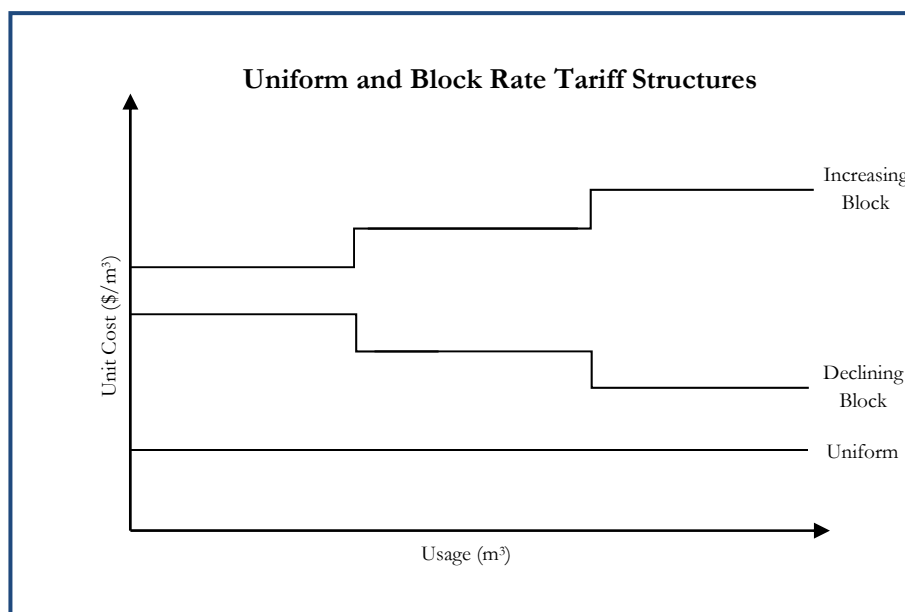 Uniform and Block Rate Tariff Structures
Increasing
Block
Unit Cost ($/m³)
Declining
Block
Uniform
Usage (m³)